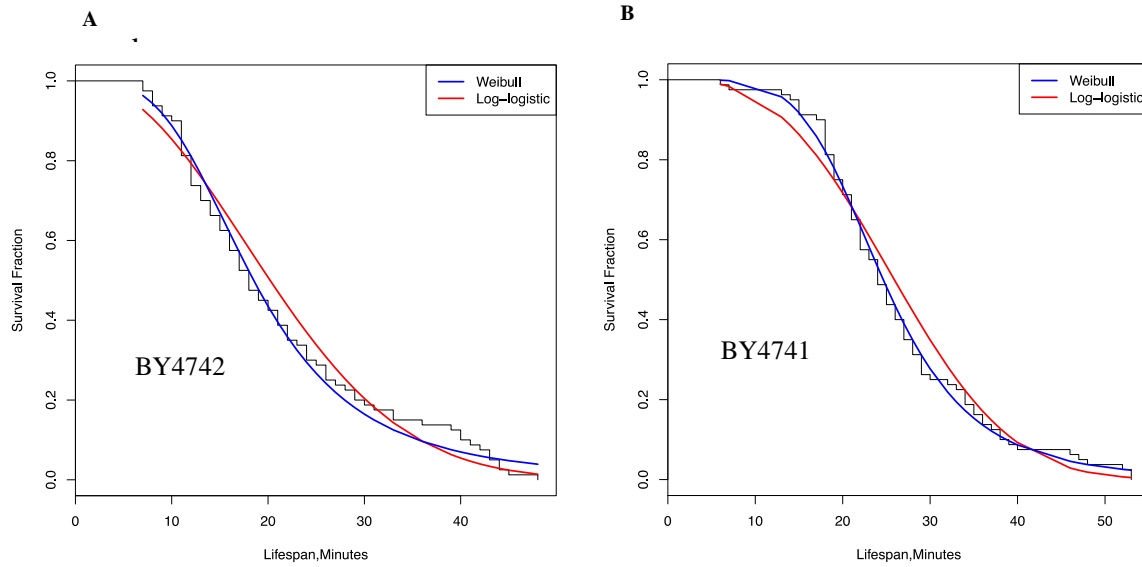 A
B
Weibull
Log-logistic
Survival Fraction
1.0
0.8
0.6
0.4
0.2
0.0
BY4742
0 10 20 30 40
Lifespan,Minutes
Weibull
Log-logistic
Survival Fraction
1.0
0.8
0.6
0.4
0.2
0.0
BY4741
0 10 20 30 40 50
Lifespan,Minutes